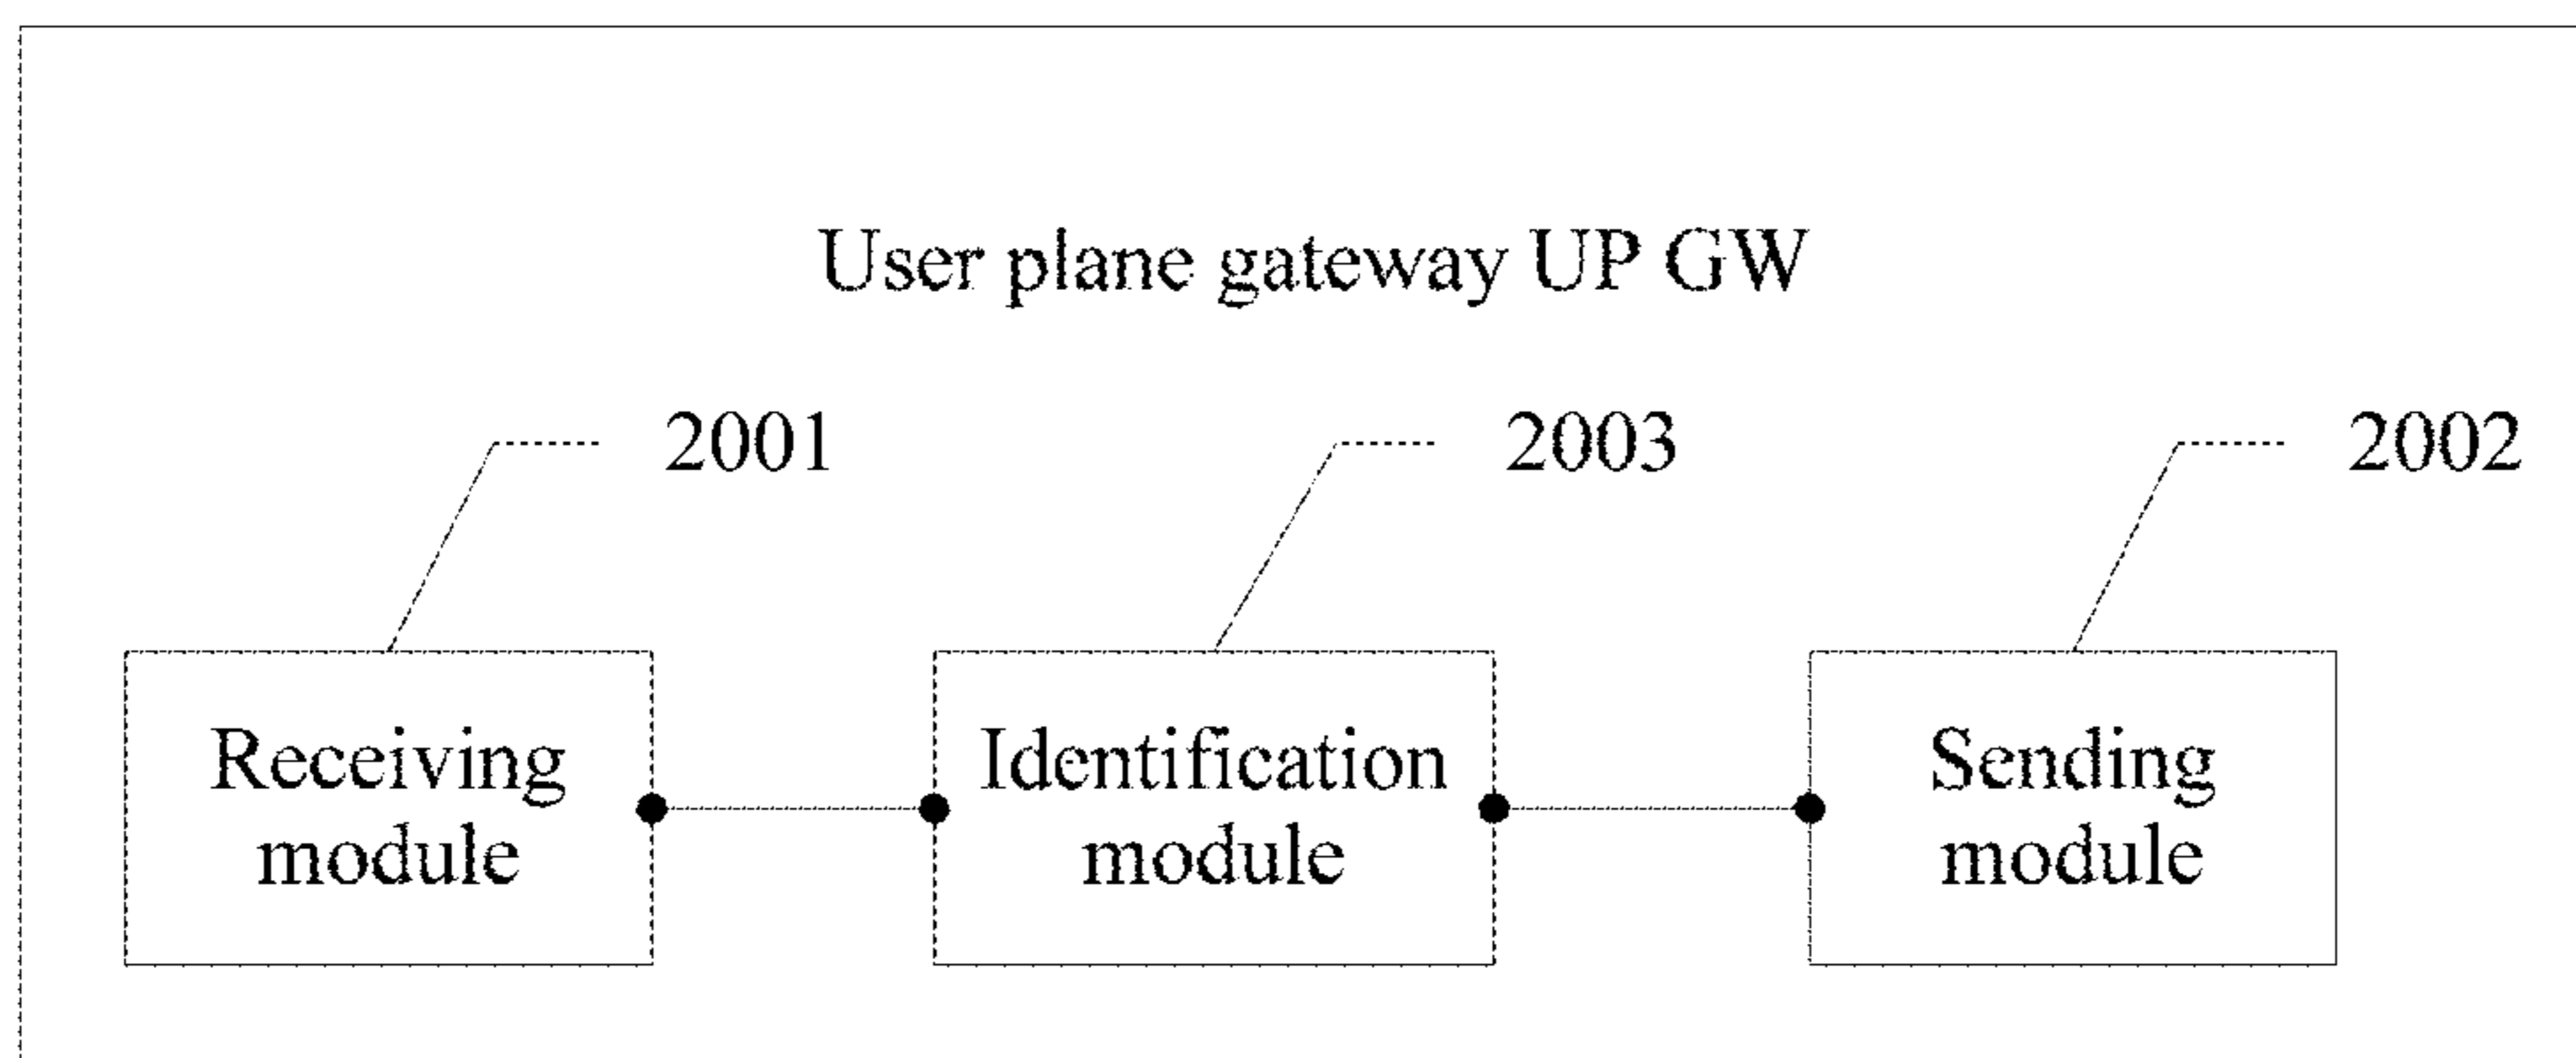 User plane gateway UP GW
2001
2003
2002
Receiving
module
Identification
module
Sending
module